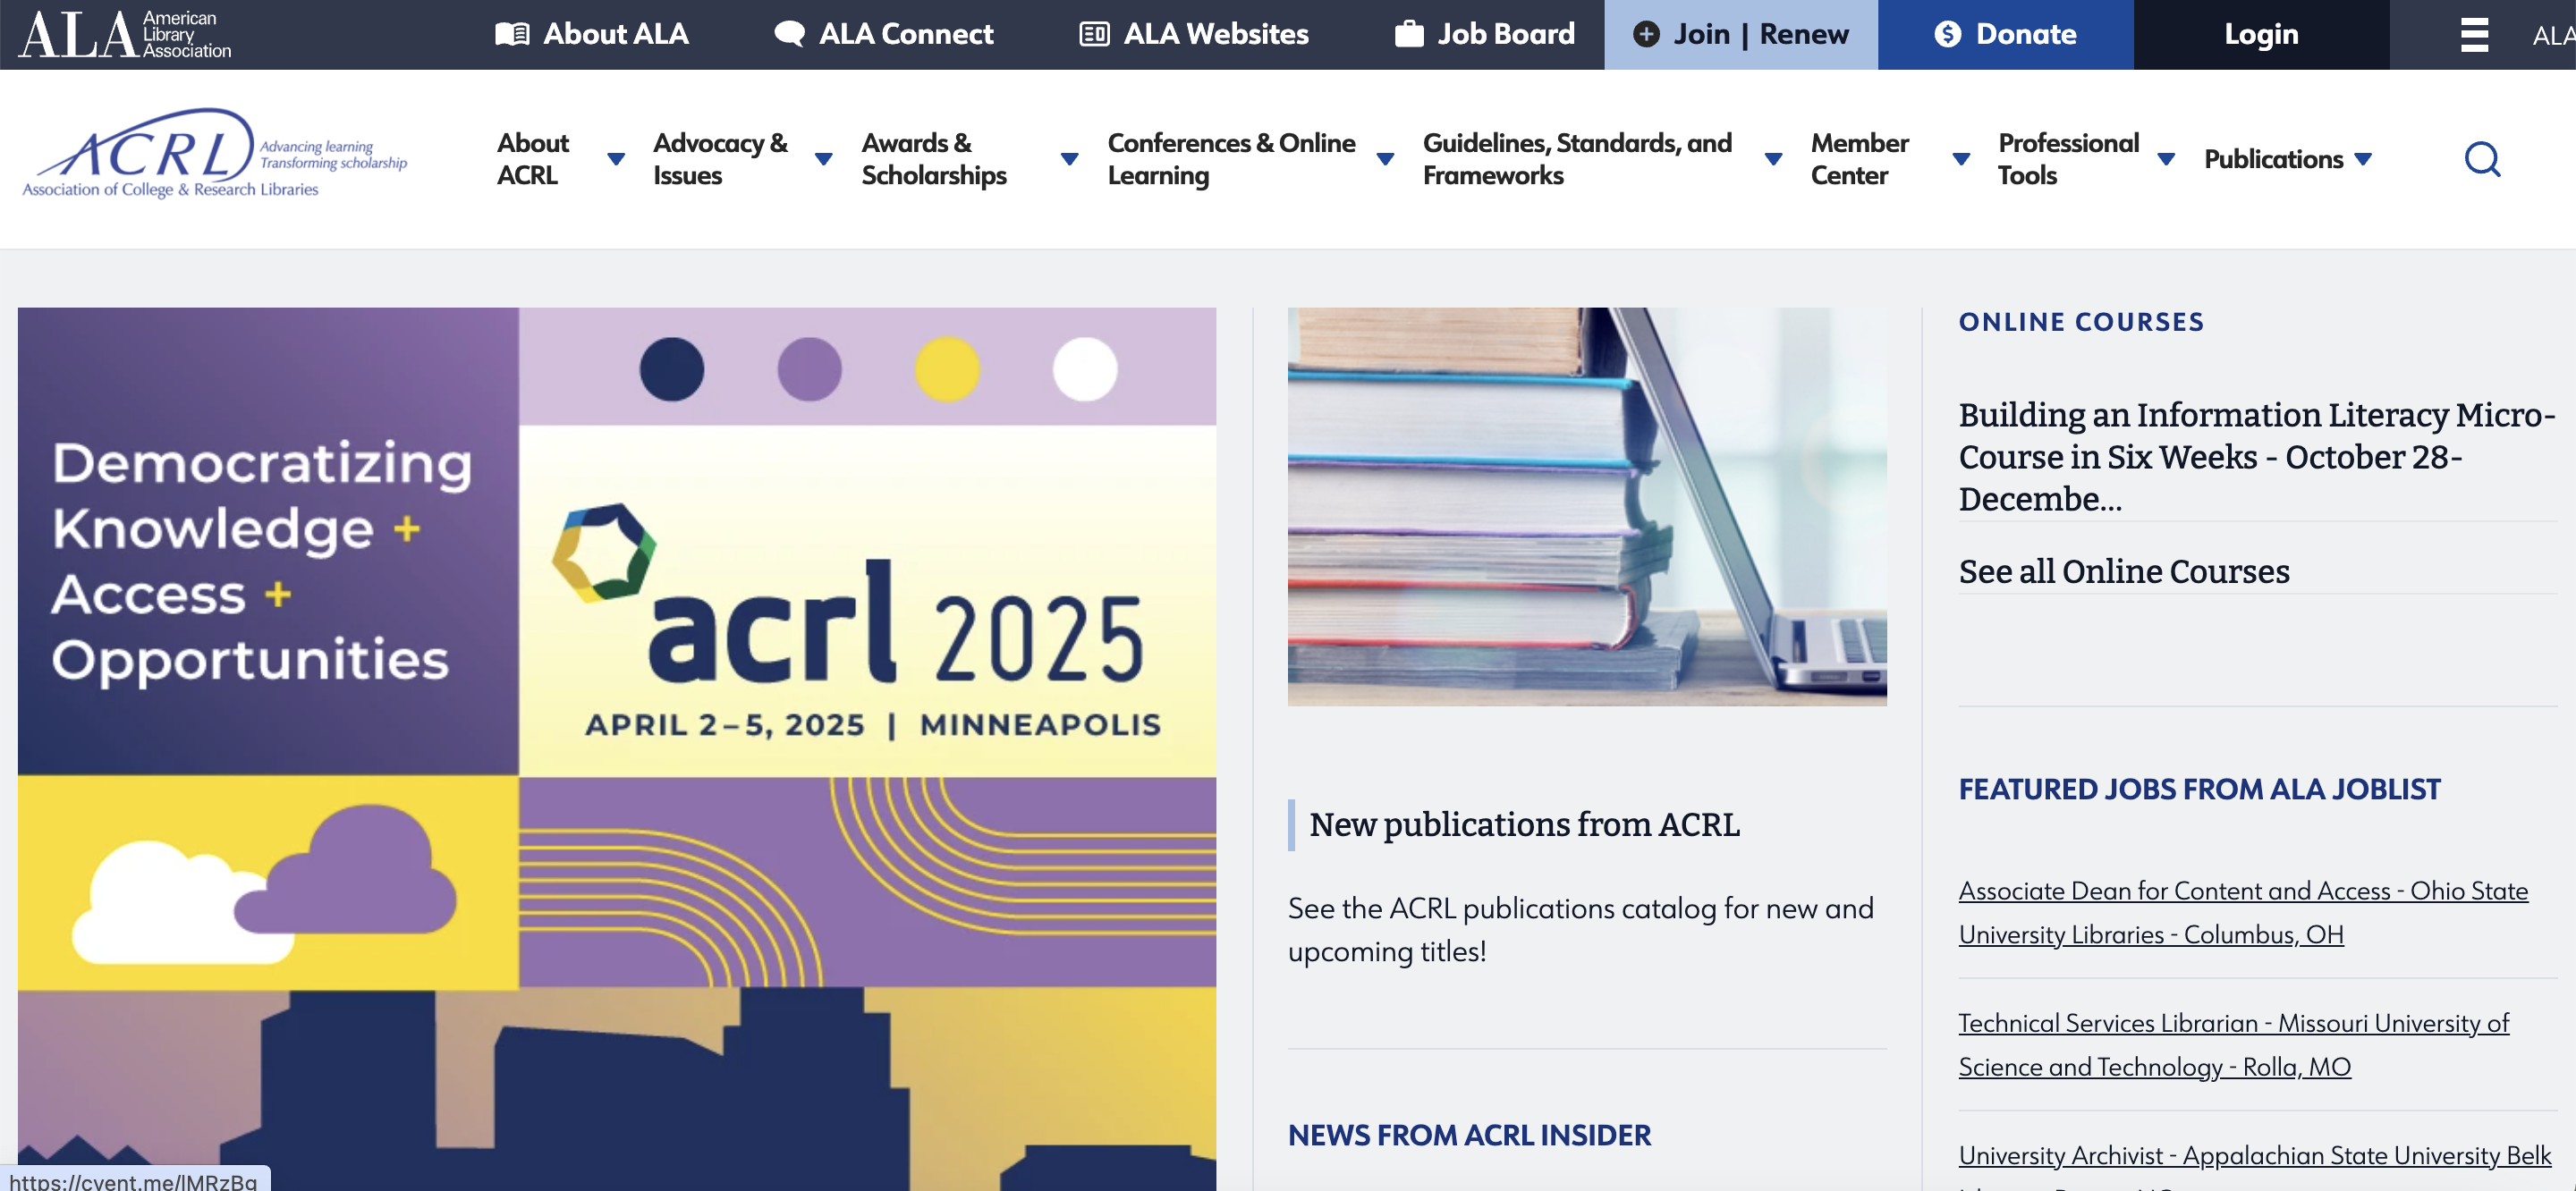 ALA American
Library
Association
About ALA
ALA Connect
ALA Websites
Job Board
Join | Renew
Donate
Login
ALA
ACRL
Advancing learning
Transforming scholarship
Association of College & Research Libraries
About
ACRL
Advocacy &
Issues
Awards &
Scholarships
Conferences & Online
Learning
Guidelines, Standards, and
Frameworks
Member
Center
Professional
Tools
Publications
Democratizing
Knowledge +
Access +
Opportunities
acrl 2025
APRIL 2–5, 2025 | MINNEAPOLIS
New publications from ACRL
See the ACRL publications catalog for new and
upcoming titles!
NEWS FROM ACRL INSIDER
ONLINE COURSES
Building an Information Literacy Micro-
Course in Six Weeks - October 28-
Decembe...
See all Online Courses
FEATURED JOBS FROM ALA JOBLIST
Associate Dean for Content and Access - Ohio State
University Libraries - Columbus, OH
Technical Services Librarian - Missouri University of
Science and Technology - Rolla, MO
University Archivist - Appalachian State University Belk